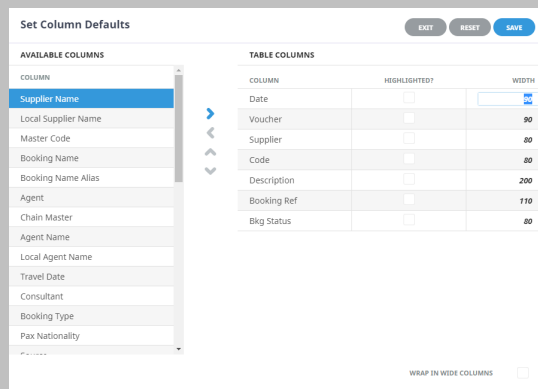 Set Column Defaults
EXIT RESET SAVE
AVAILABLE COLUMNS
COLUMN
Supplier Name
Local Supplier Name
Master Code
Booking Name
Booking Name Alias
Agent
Chain Master
Agent Name
Local Agent Name
Travel Date
Consultant
Booking Type
Pax Nationality
TABLE COLUMNS
COLUMN HIGHLIGHTED? WIDTH
Date 90
Voucher 90
Supplier 80
Code 80
Description 200
Booking Ref 110
Bkg Status 80
WRAP IN WIDE COLUMNS